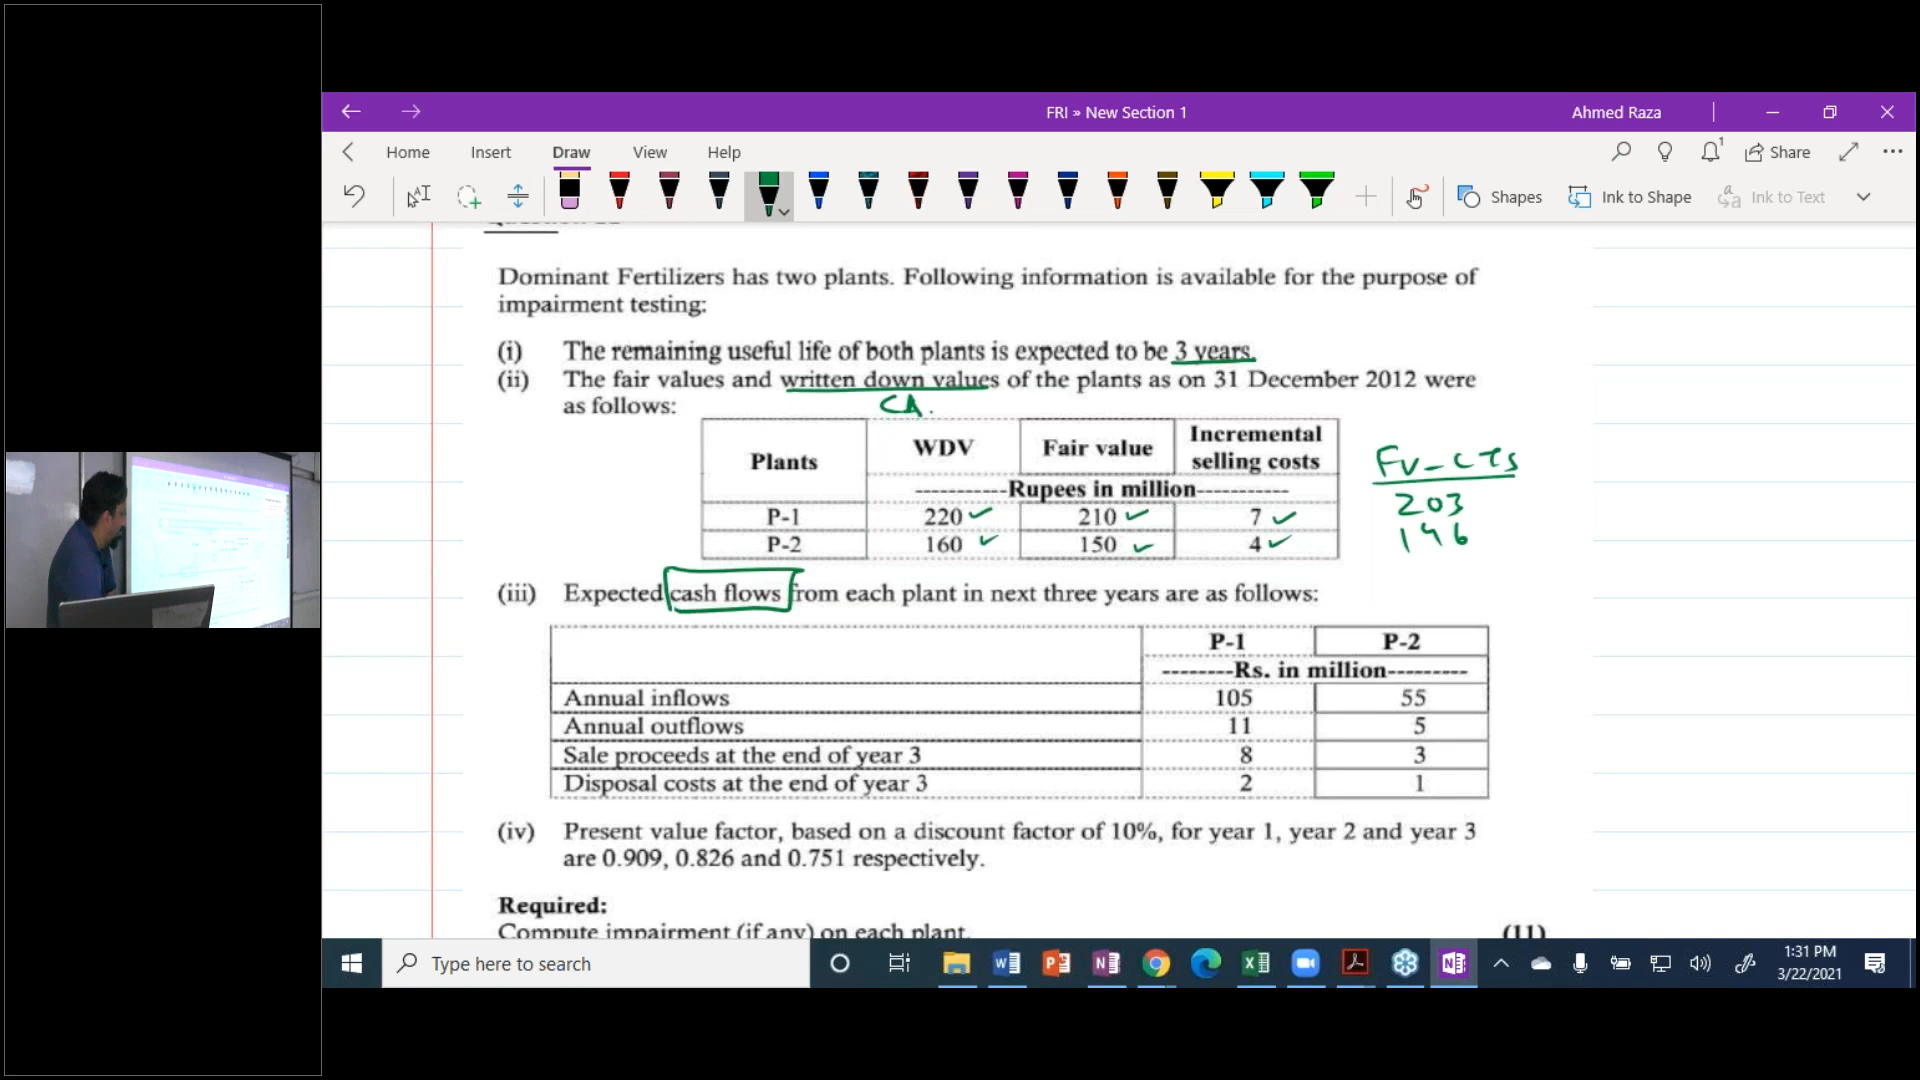 FRI » New Section 1
Ahmed Raza
Home Insert Draw View Help
Share
Shapes
Ink to Shape
Ink to Text
Dominant Fertilizers has two plants. Following information is available for the purpose of
impairment testing:
(i) The remaining useful life of both plants is expected to be 3 years.
(ii) The fair values and written down values of the plants as on 31 December 2012 were
as follows:
CA.
Plants WDV Fair value Incremental
selling costs
-----------Rupees in million-----------
P-1 220 210 7
P-2 160 150 4
FV-CTS
203
146
(iii) Expected cash flows from each plant in next three years are as follows:
P-1 P-2
--------Rs. in million---------
Annual inflows 105 55
Annual outflows 11 5
Sale proceeds at the end of year 3 8 3
Disposal costs at the end of year 3 2 1
(iv) Present value factor, based on a discount factor of 10%, for year 1, year 2 and year 3
are 0.909, 0.826 and 0.751 respectively.
Required:
Compute impairment (if any) on each plant. (11)
Type here to search
1:31 PM
3/22/2021